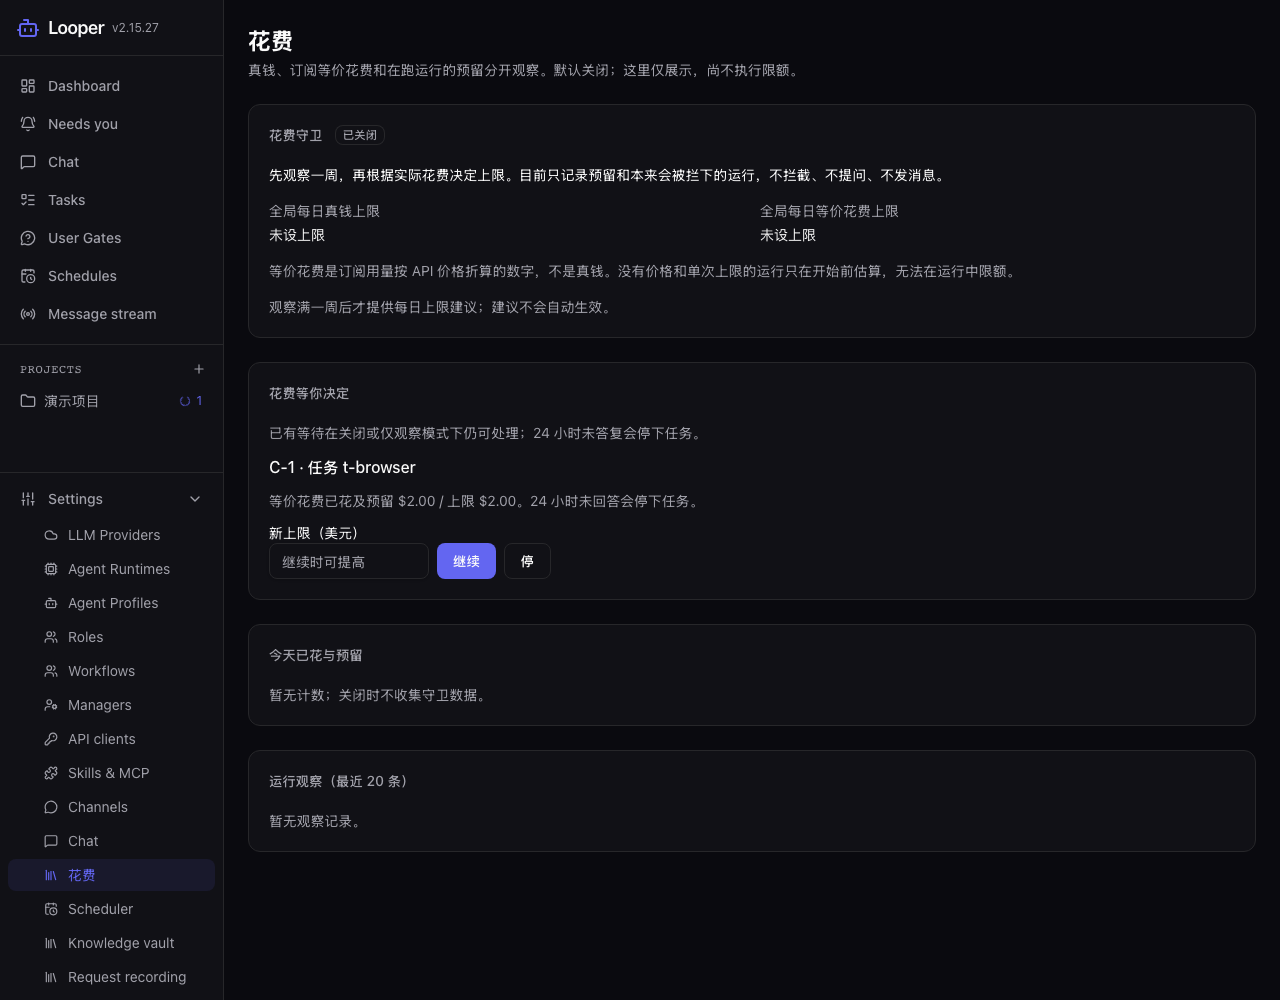 Looper v2.15.27
Dashboard
Needs you
Chat
Tasks
User Gates
Schedules
Message stream
PROJECTS
演示项目 1
Settings
LLM Providers
Agent Runtimes
Agent Profiles
Roles
Workflows
Managers
API clients
Skills & MCP
Channels
Chat
花费
Scheduler
Knowledge vault
Request recording
花费
真钱、订阅等价花费和在跑运行的预留分开观察。默认关闭；这里仅展示，尚不执行限额。
花费守卫 已关闭
先观察一周，再根据实际花费决定上限。目前只记录预留和本来会被拦下的运行，不拦截、不提问、不发消息。
全局每日真钱上限
未设上限
全局每日等价花费上限
未设上限
等价花费是订阅用量按 API 价格折算的数字，不是真钱。没有价格和单次上限的运行只在开始前估算，无法在运行中限额。
观察满一周后才提供每日上限建议；建议不会自动生效。
花费等你决定
已有等待在关闭或仅观察模式下仍可处理；24 小时未答复会停下任务。
C-1 · 任务 t-browser
等价花费已花及预留 $2.00 / 上限 $2.00。24 小时未回答会停下任务。
新上限（美元）
继续时可提高 继续 停
今天已花与预留
暂无计数；关闭时不收集守卫数据。
运行观察（最近 20 条）
暂无观察记录。